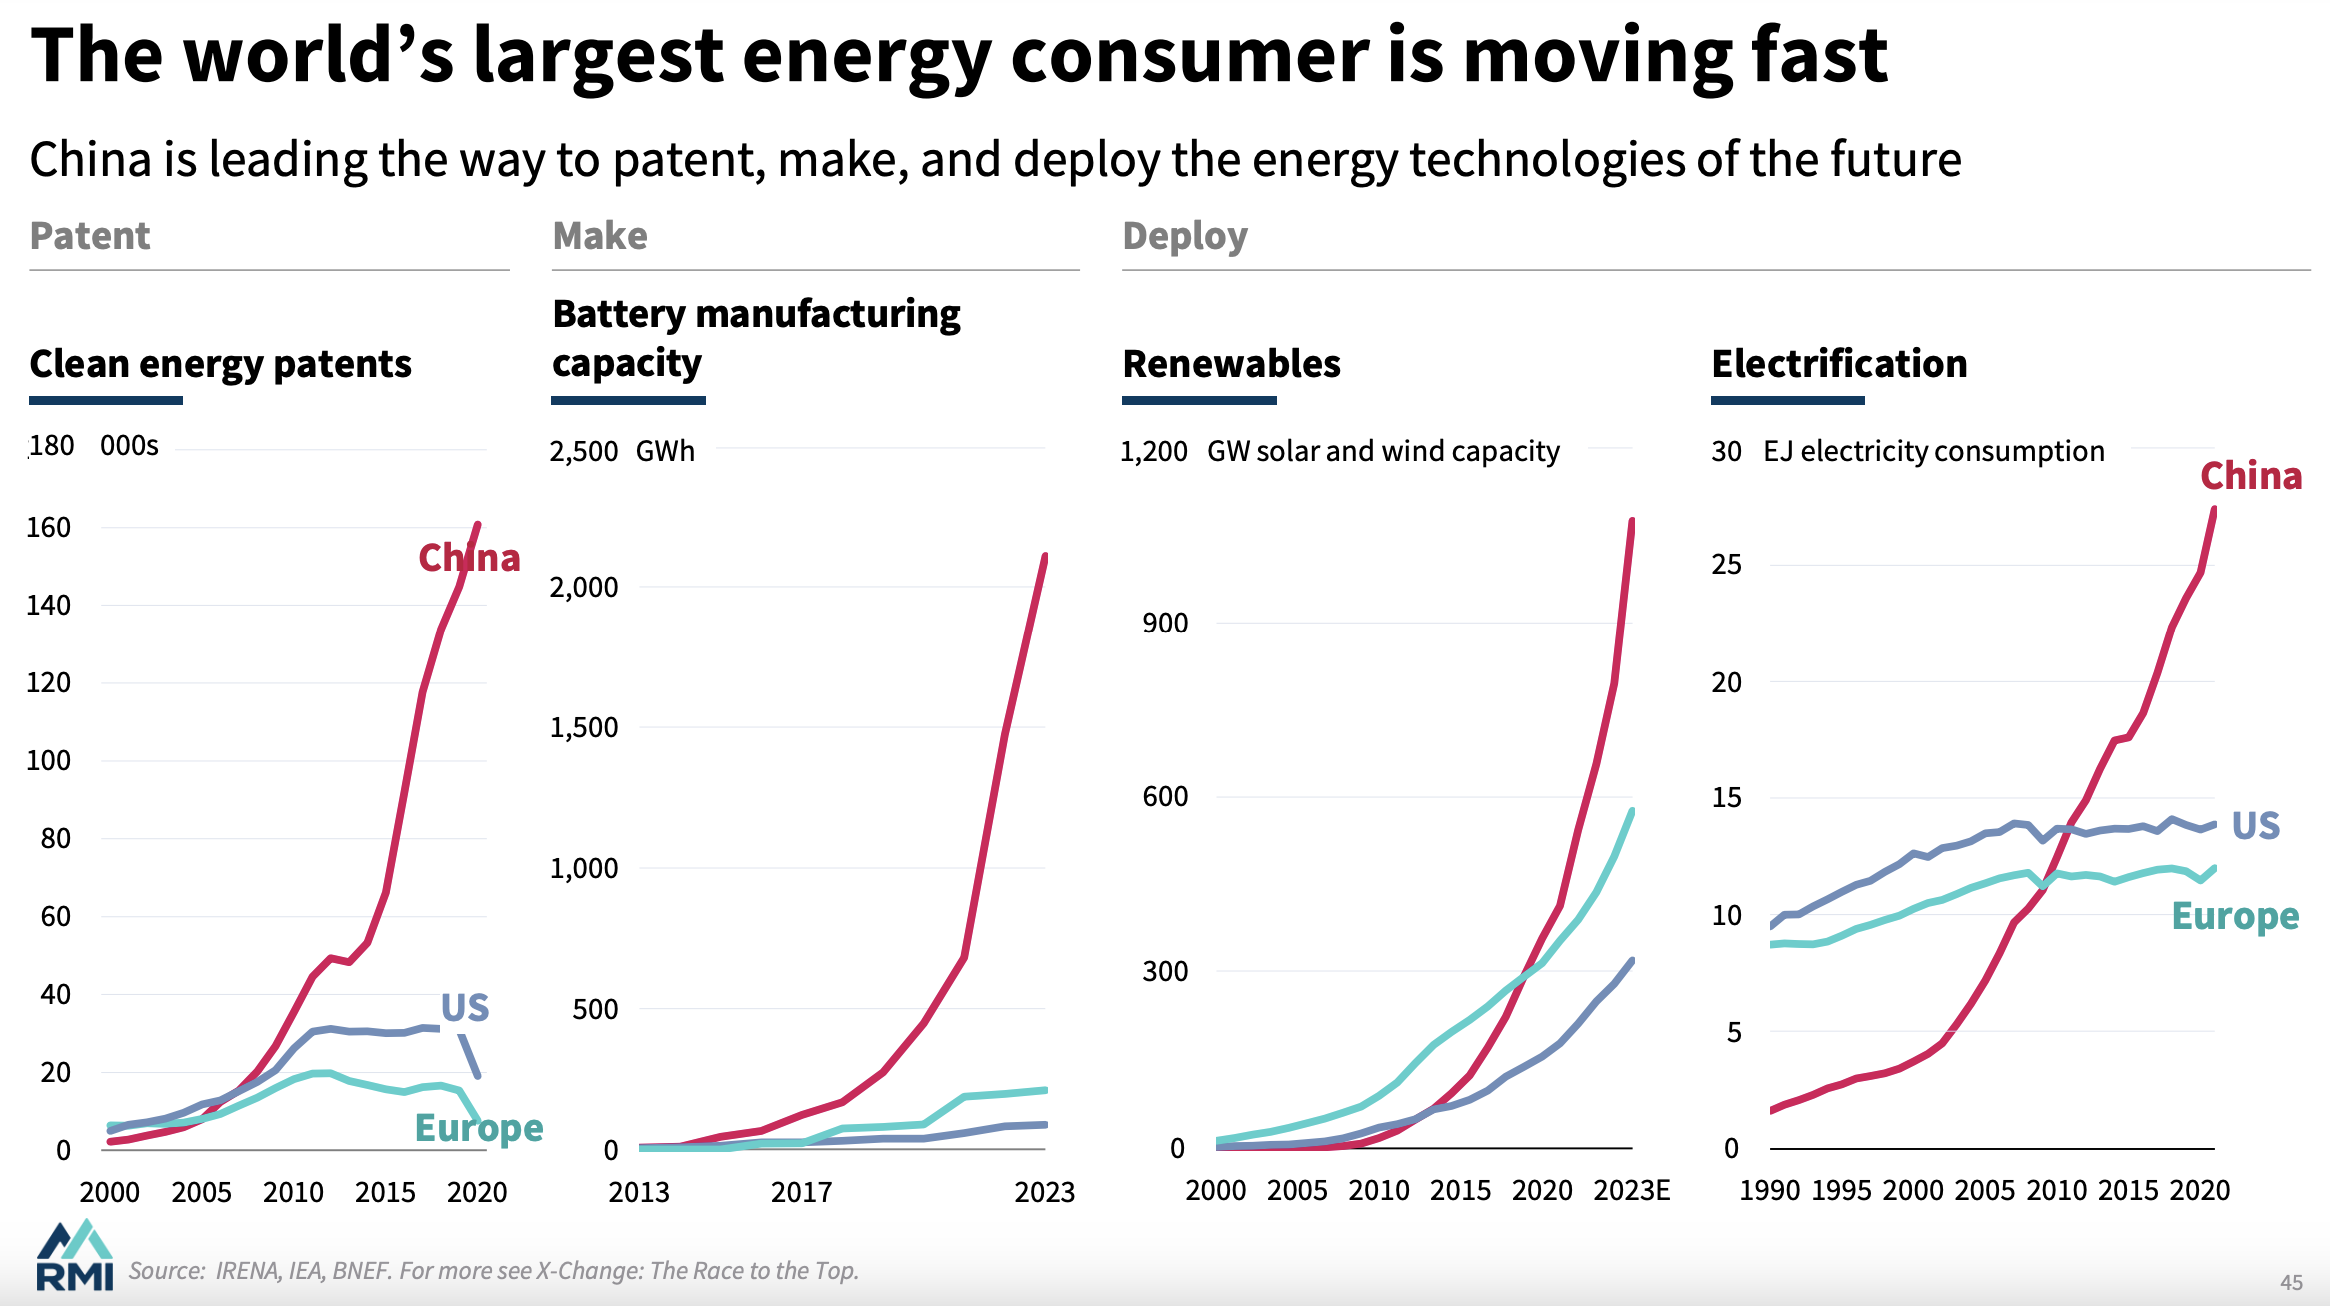 The world’s largest energy consumer is moving fast
China is leading the way to patent, make, and deploy the energy technologies of the future
Patent
Make
Deploy
Clean energy patents
Battery manufacturing
capacity
Renewables
Electrification
180 000s
160
140
120
100
80
60
40
20
0
China
US
Europe
2000 2005 2010 2015 2020
2,500 GWh
2,000
1,500
1,000
500
0
2013 2017 2023
1,200 GW solar and wind capacity
900
600
300
0
2000 2005 2010 2015 2020 2023E
30 EJ electricity consumption
25
20
15
10
5
0
China
US
Europe
1990 1995 2000 2005 2010 2015 2020
RMI
Source: IRENA, IEA, BNEF. For more see X-Change: The Race to the Top.
45